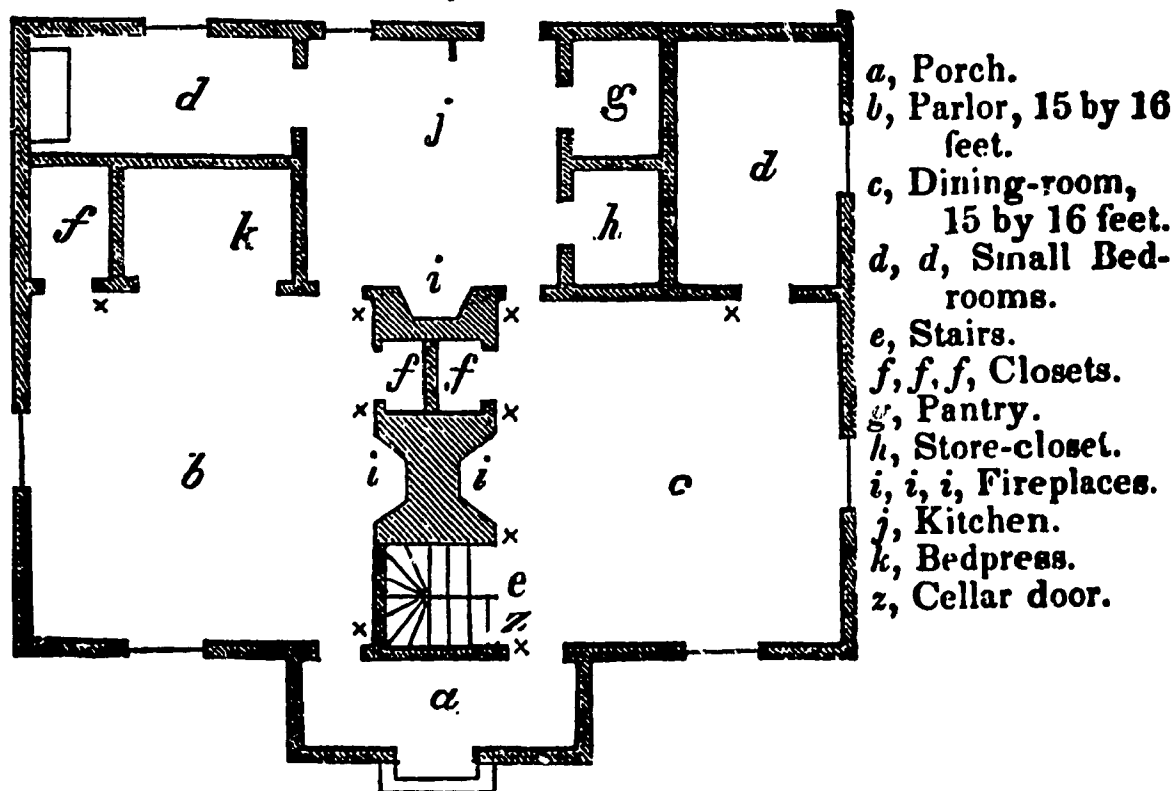 d
j
g
d
f
k
h
i
f
f
b
i
i
c
e
z
a
a, Porch.
b, Parlor, 15 by 16
feet.
c, Dining-room,
15 by 16 feet.
d, d, Small Bed-
rooms.
e, Stairs.
f, f, f, Closets.
g, Pantry.
h, Store-closet.
i, i, i, Fireplaces.
j, Kitchen.
k, Bedpress.
z, Cellar door.